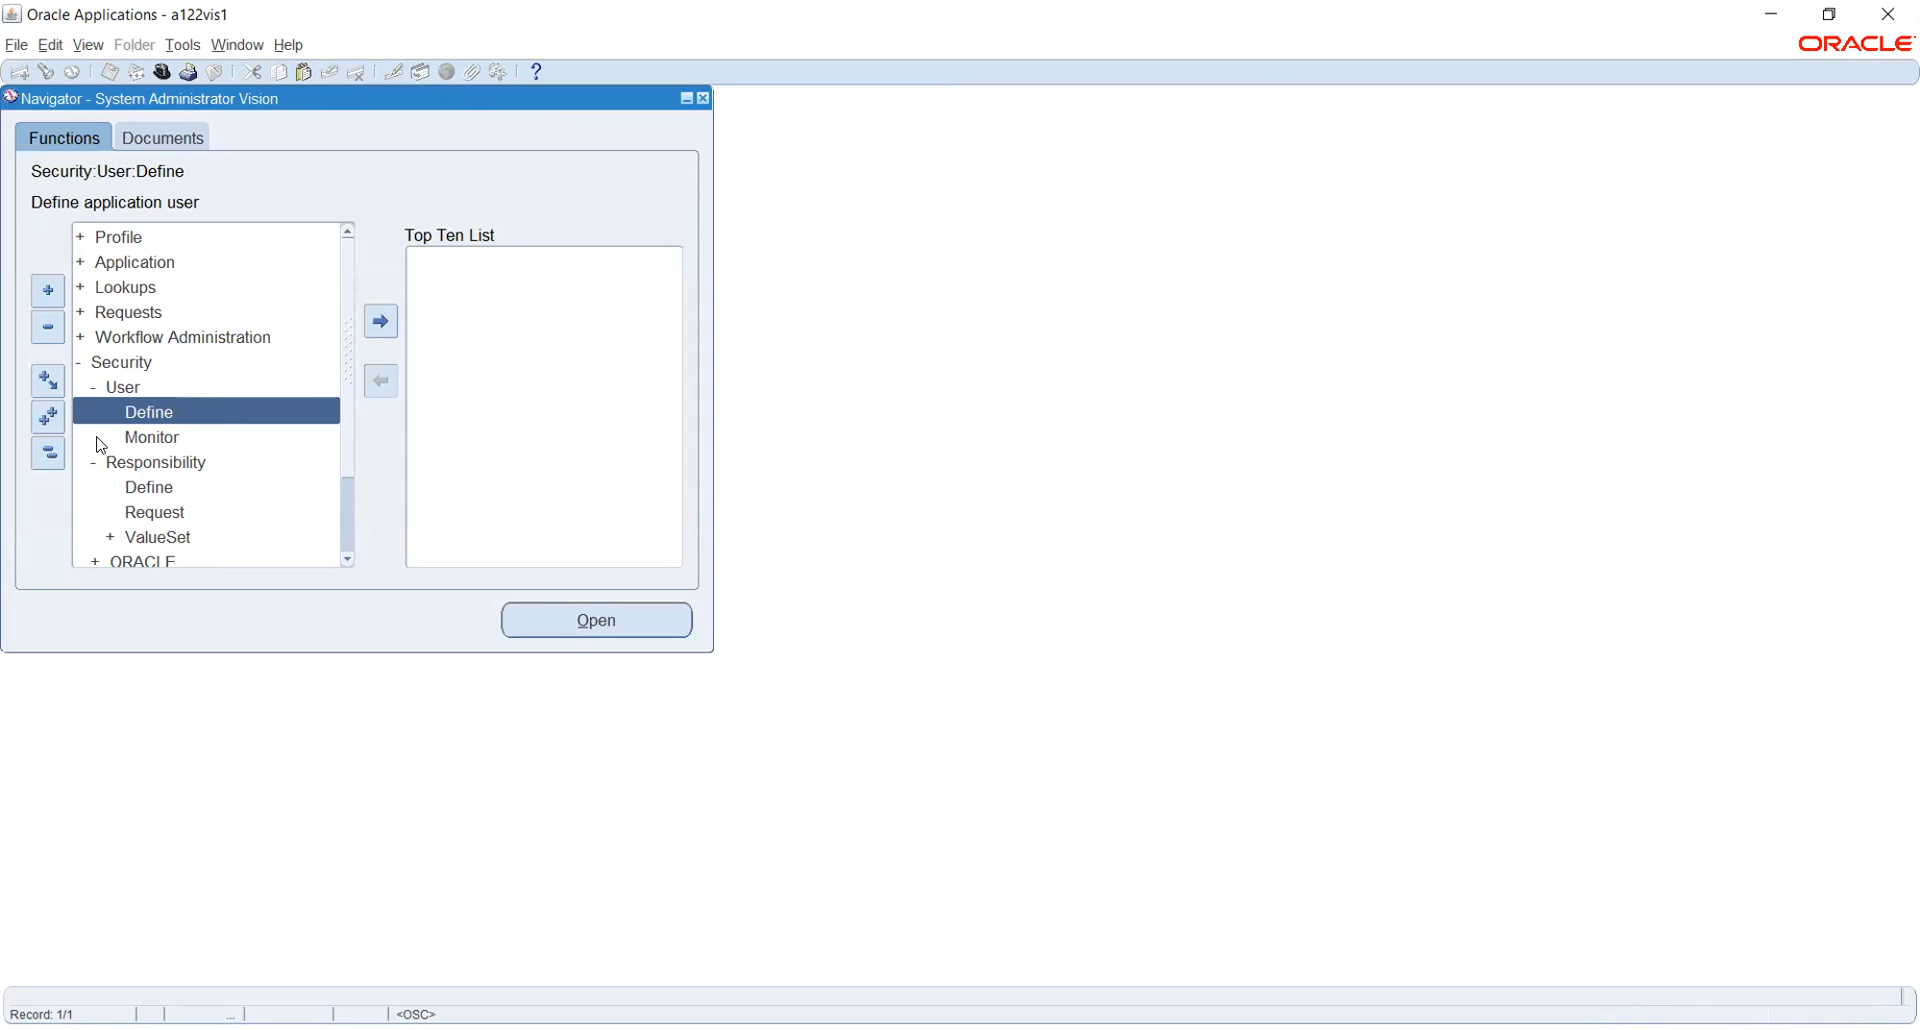 Oracle Applications - a122vis1
File Edit View Folder Tools Window Help
ORACLE
Navigator - System Administrator Vision
Functions Documents
Security:User:Define
Define application user
Top Ten List
+ Profile
+ Application
+ Lookups
+ Requests
+ Workflow Administration
- Security
- User
Define
Monitor
- Responsibility
Define
Request
+ ValueSet
+ ORACLE
Open
Record: 1/1 ... <OSC>